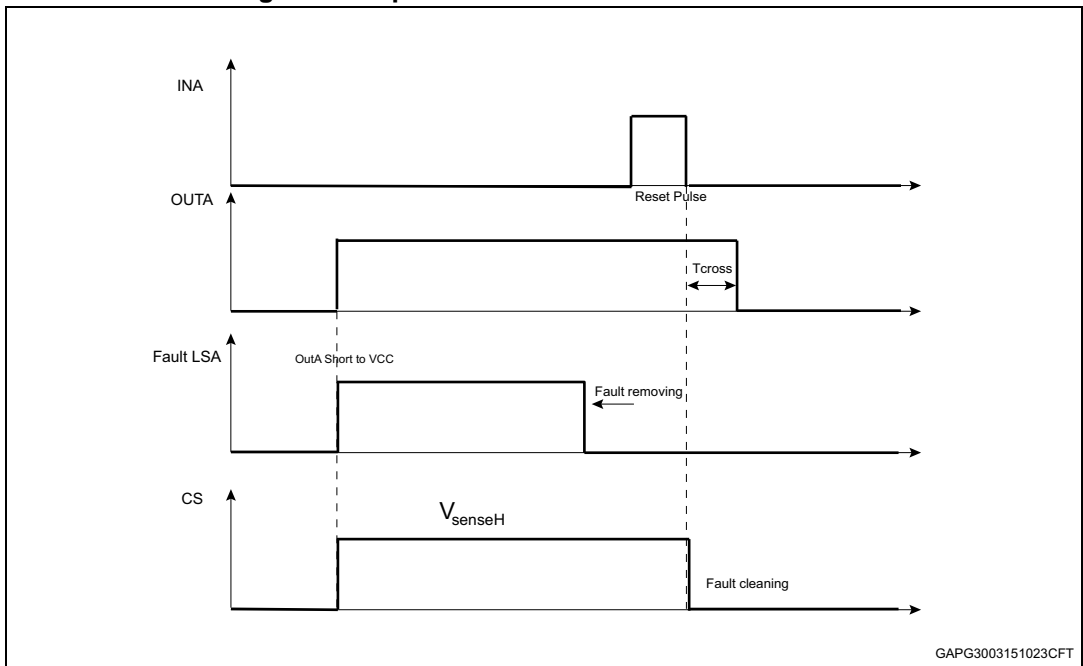 INA
Reset Pulse
OUTA
Tcross
Fault LSA
OutA Short to VCC
Fault removing
CS
VsenseH
Fault cleaning
GAPG3003151023CFT